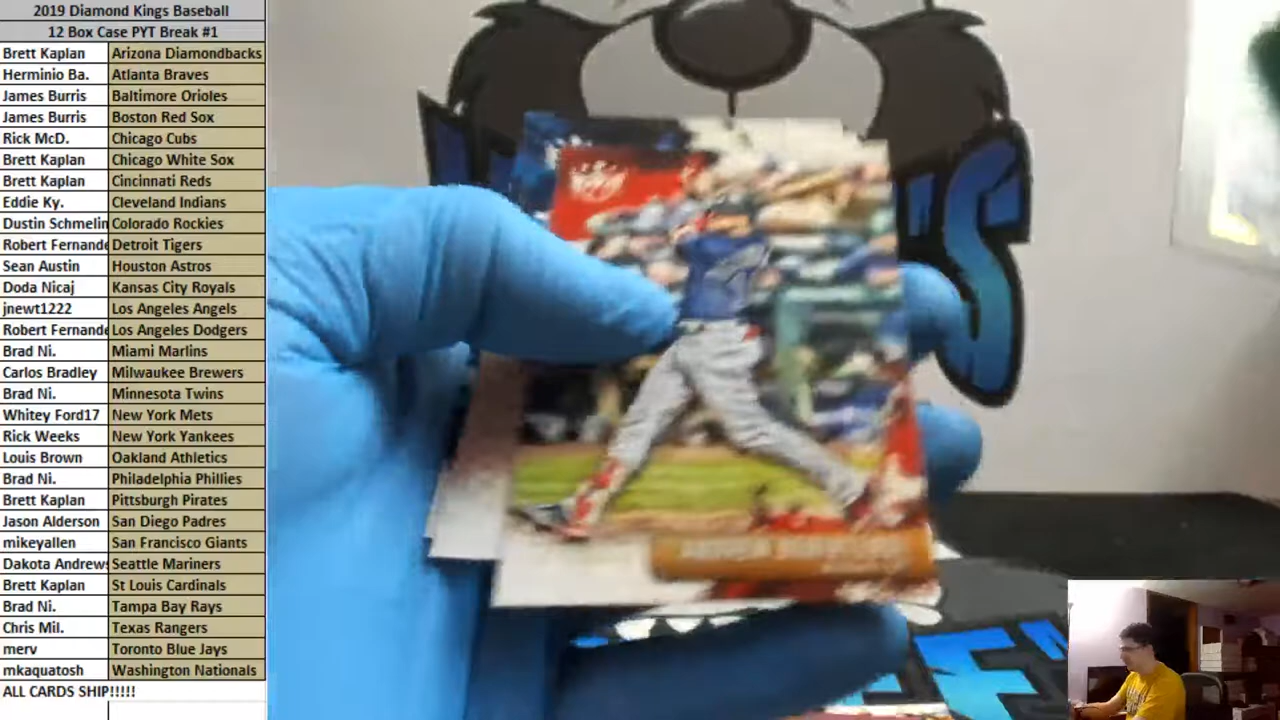 2019 Diamond Kings Baseball
12 Box Case PYT Break #1
Brett Kaplan Arizona Diamondbacks
Herminio Ba. Atlanta Braves
James Burris Baltimore Orioles
James Burris Boston Red Sox
Rick McD. Chicago Cubs
Brett Kaplan Chicago White Sox
Brett Kaplan Cincinnati Reds
Eddie Ky. Cleveland Indians
Dustin Schmelin Colorado Rockies
Robert Fernande Detroit Tigers
Sean Austin Houston Astros
Doda Nicaj Kansas City Royals
jnewt1222 Los Angeles Angels
Robert Fernande Los Angeles Dodgers
Brad Ni. Miami Marlins
Carlos Bradley Milwaukee Brewers
Brad Ni. Minnesota Twins
Whitey Ford17 New York Mets
Rick Weeks New York Yankees
Louis Brown Oakland Athletics
Brad Ni. Philadelphia Phillies
Brett Kaplan Pittsburgh Pirates
Jason Alderson San Diego Padres
mikeyallen San Francisco Giants
Dakota Andrews Seattle Mariners
Brett Kaplan St Louis Cardinals
Brad Ni. Tampa Bay Rays
Chris Mil. Texas Rangers
merv Toronto Blue Jays
mkaquatosh Washington Nationals
ALL CARDS SHIP!!!!!
'S